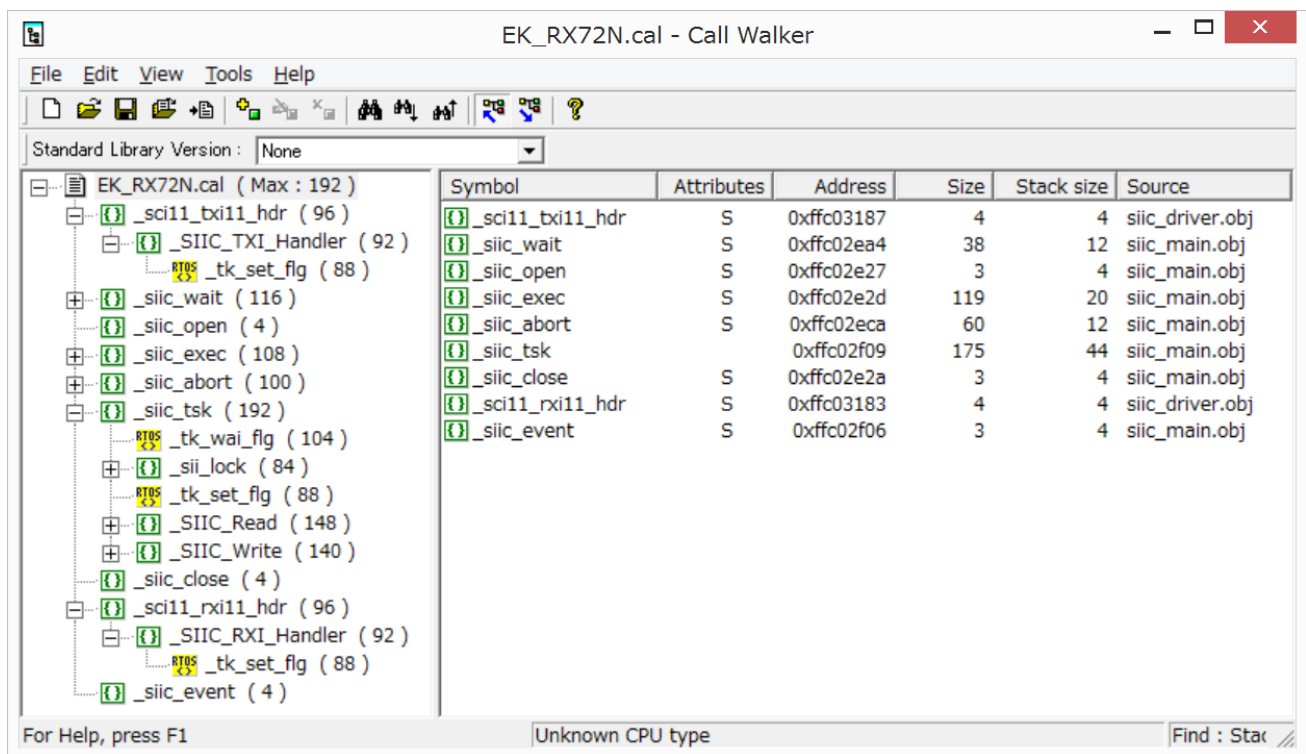 EK_RX72N.cal - Call Walker
File Edit View Tools Help
Standard Library Version : None
EK_RX72N.cal ( Max : 192 )
_sci11_txi11_hdr ( 96 )
_SIIC_TXI_Handler ( 92 )
RTOS _tk_set_flg ( 88 )
_siic_wait ( 116 )
_siic_open ( 4 )
_siic_exec ( 108 )
_siic_abort ( 100 )
_siic_tsk ( 192 )
RTOS _tk_wai_flg ( 104 )
_sii_lock ( 84 )
RTOS _tk_set_flg ( 88 )
_SIIC_Read ( 148 )
_SIIC_Write ( 140 )
_siic_close ( 4 )
_sci11_rxi11_hdr ( 96 )
_SIIC_RXI_Handler ( 92 )
RTOS _tk_set_flg ( 88 )
_siic_event ( 4 )
Symbol Attributes Address Size Stack size Source
_sci11_txi11_hdr S 0xffc03187 4 4 siic_driver.obj
_siic_wait S 0xffc02ea4 38 12 siic_main.obj
_siic_open S 0xffc02e27 3 4 siic_main.obj
_siic_exec S 0xffc02e2d 119 20 siic_main.obj
_siic_abort S 0xffc02eca 60 12 siic_main.obj
_siic_tsk 0xffc02f09 175 44 siic_main.obj
_siic_close S 0xffc02e2a 3 4 siic_main.obj
_sci11_rxi11_hdr S 0xffc03183 4 4 siic_driver.obj
_siic_event S 0xffc02f06 3 4 siic_main.obj
For Help, press F1 Unknown CPU type Find : Stac